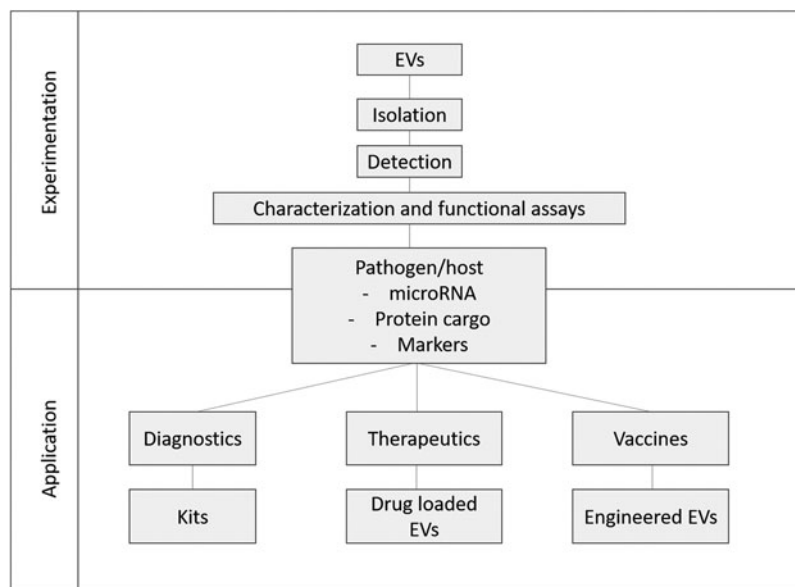 Experimentation
EVs
Isolation
Detection
Characterization and functional assays
Pathogen/host
- microRNA
- Protein cargo
- Markers
Application
Diagnostics
Therapeutics
Vaccines
Kits
Drug loaded
EVs
Engineered EVs